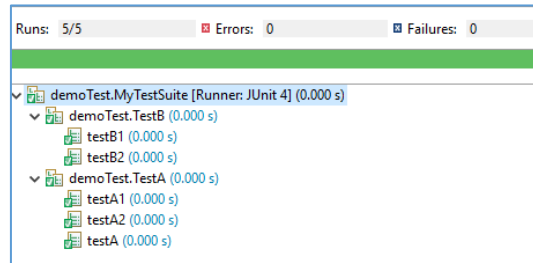 Runs: 5/5 Errors: 0 Failures: 0
demoTest.MyTestSuite [Runner: JUnit 4] (0.000 s)
demoTest.TestB (0.000 s)
testB1 (0.000 s)
testB2 (0.000 s)
demoTest.TestA (0.000 s)
testA1 (0.000 s)
testA2 (0.000 s)
testA (0.000 s)